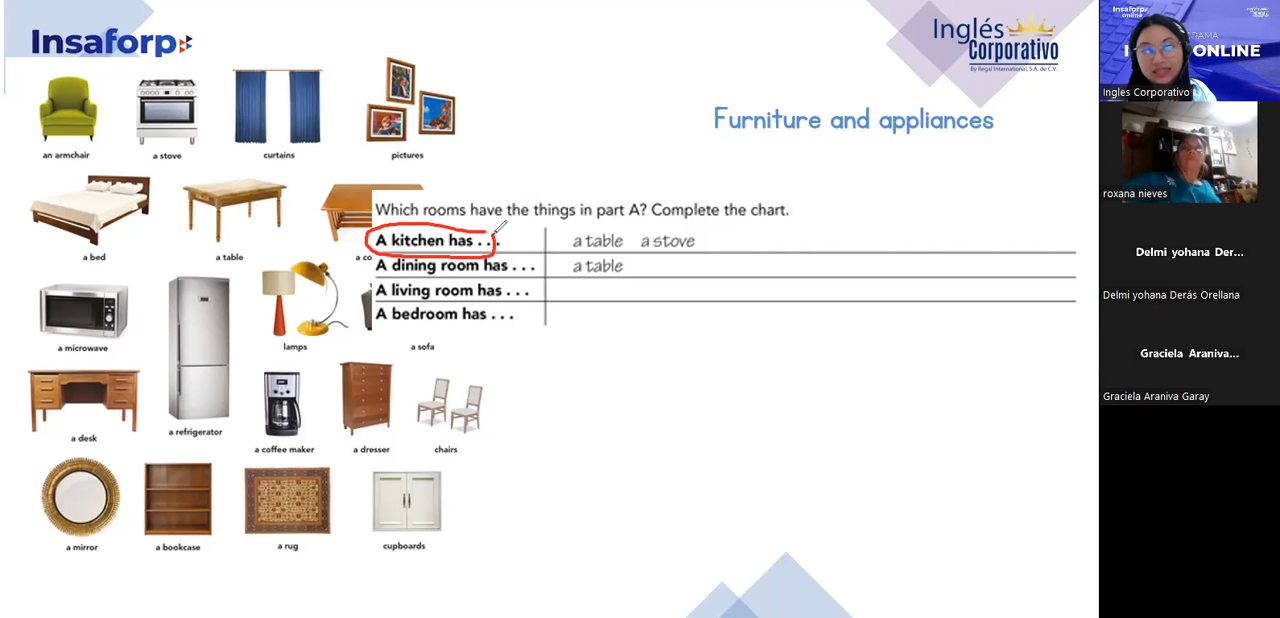 Insaforp
Inglés
Corporativo
By Regal International, S.A. de C.V.
Furniture and appliances
an armchair
a stove
curtains
pictures
Which rooms have the things in part A? Complete the chart.
A kitchen has . . .
a table a stove
A dining room has . . .
a table
A living room has . . .
A bedroom has . . .
a bed
a table
a co
a microwave
a refrigerator
lamps
a sofa
a desk
a coffee maker
a dresser
chairs
a mirror
a bookcase
a rug
cupboards
Insaforp
online
ONLINE
Ingles Corporativo
roxana nieves
Delmi yohana Der...
Delmi yohana Derás Orellana
Graciela Araniva...
Graciela Araniva Garay